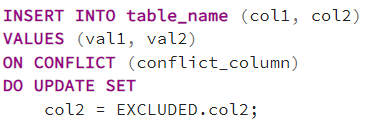 INSERT INTO table_name (col1, col2)
VALUES (val1, val2)
ON CONFLICT (conflict_column)
DO UPDATE SET
    col2 = EXCLUDED.col2;